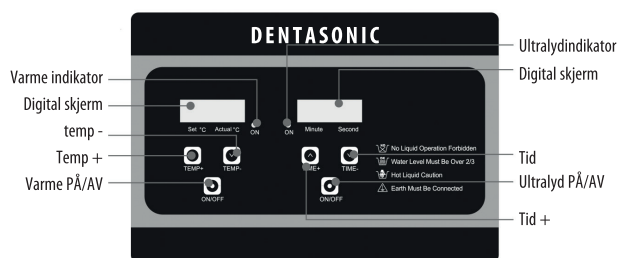 DENTASONIC
Varme indikator
Digital skjerm
temp -
Temp +
Varme PÅ/AV
Set °C Actual °C ON
ON Minute Second
TEMP+ TEMP-
ON/OFF
TIME+ TIME-
ON/OFF
No Liquid Operation Forbidden
Water Level Must Be Over 2/3
Hot Liquid Caution
Earth Must Be Connected
Ultralydindikator
Digital skjerm
Tid
Ultralyd PÅ/AV
Tid +